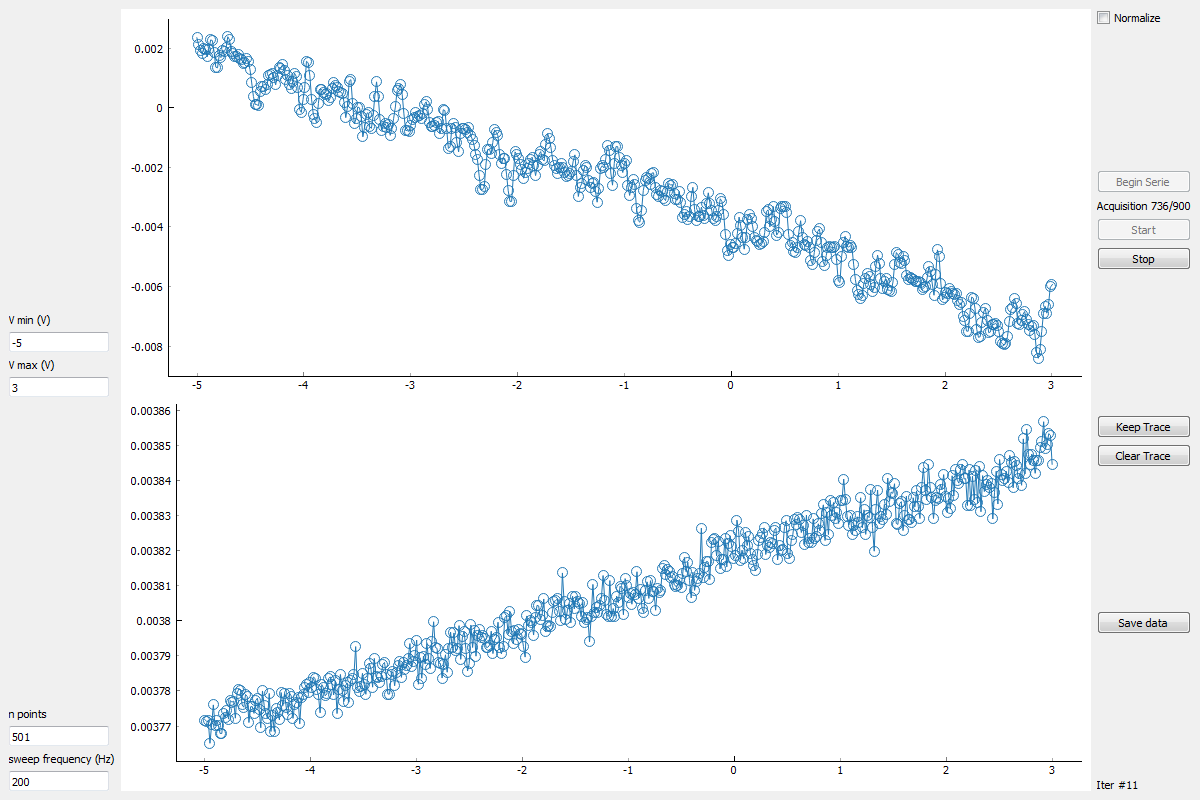 Normalize
0.002
0
-0.002
-0.004
-0.006
-0.008
-5 -4 -3 -2 -1 0 1 2 3
Begin Serie
Acquisition 736/900
Start
Stop
V min (V)
-5
V max (V)
3
0.00386
0.00385
0.00384
0.00383
0.00382
0.00381
0.0038
0.00379
0.00378
0.00377
-5 -4 -3 -2 -1 0 1 2 3
Keep Trace
Clear Trace
Save data
n points
501
sweep frequency (Hz)
200
Iter #11